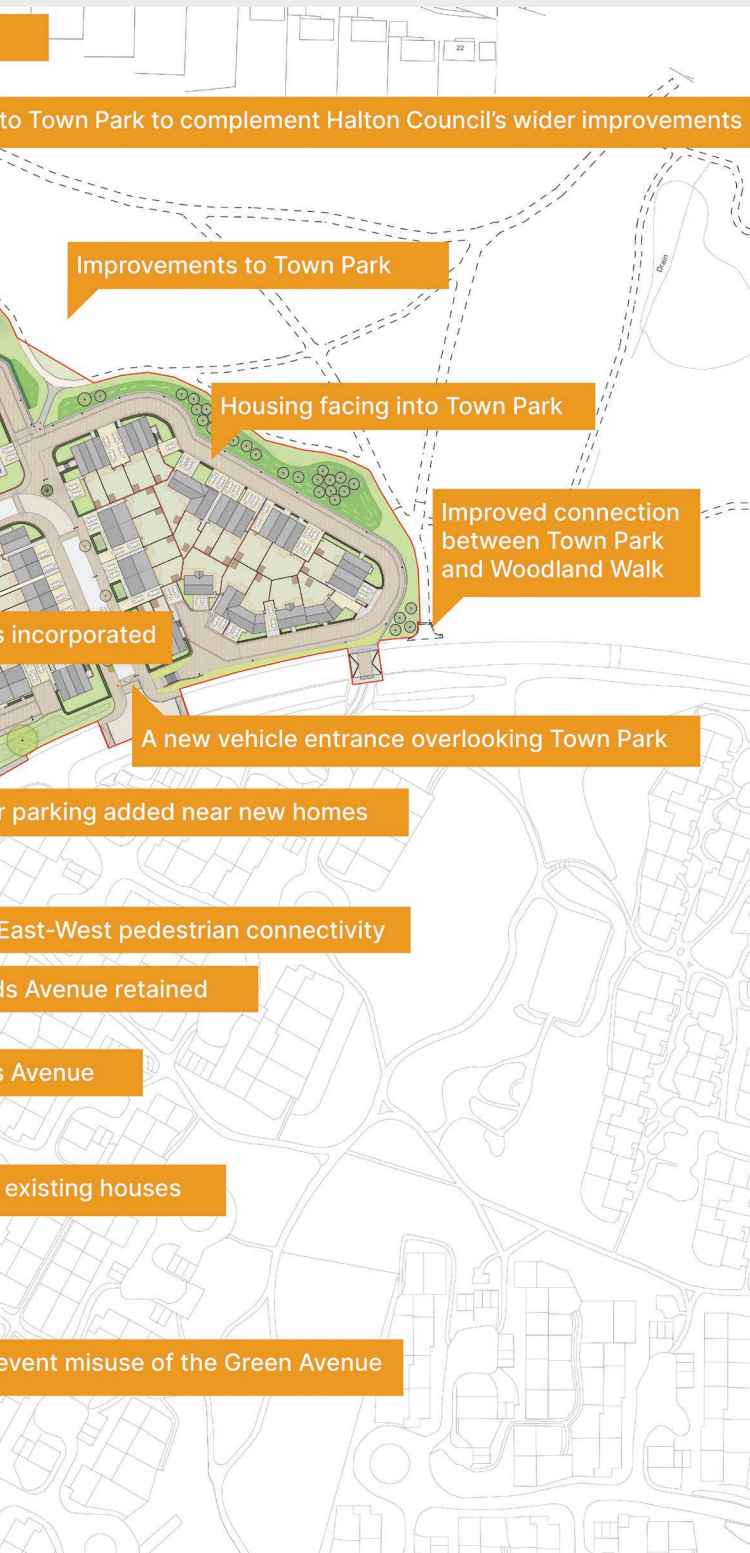 22
to Town Park to complement Halton Council's wider improvements
Improvements to Town Park
Drain
Housing facing into Town Park
Improved connection
between Town Park
and Woodland Walk
s incorporated
A new vehicle entrance overlooking Town Park
r parking added near new homes
East-West pedestrian connectivity
ds Avenue retained
s Avenue
existing houses
event misuse of the Green Avenue